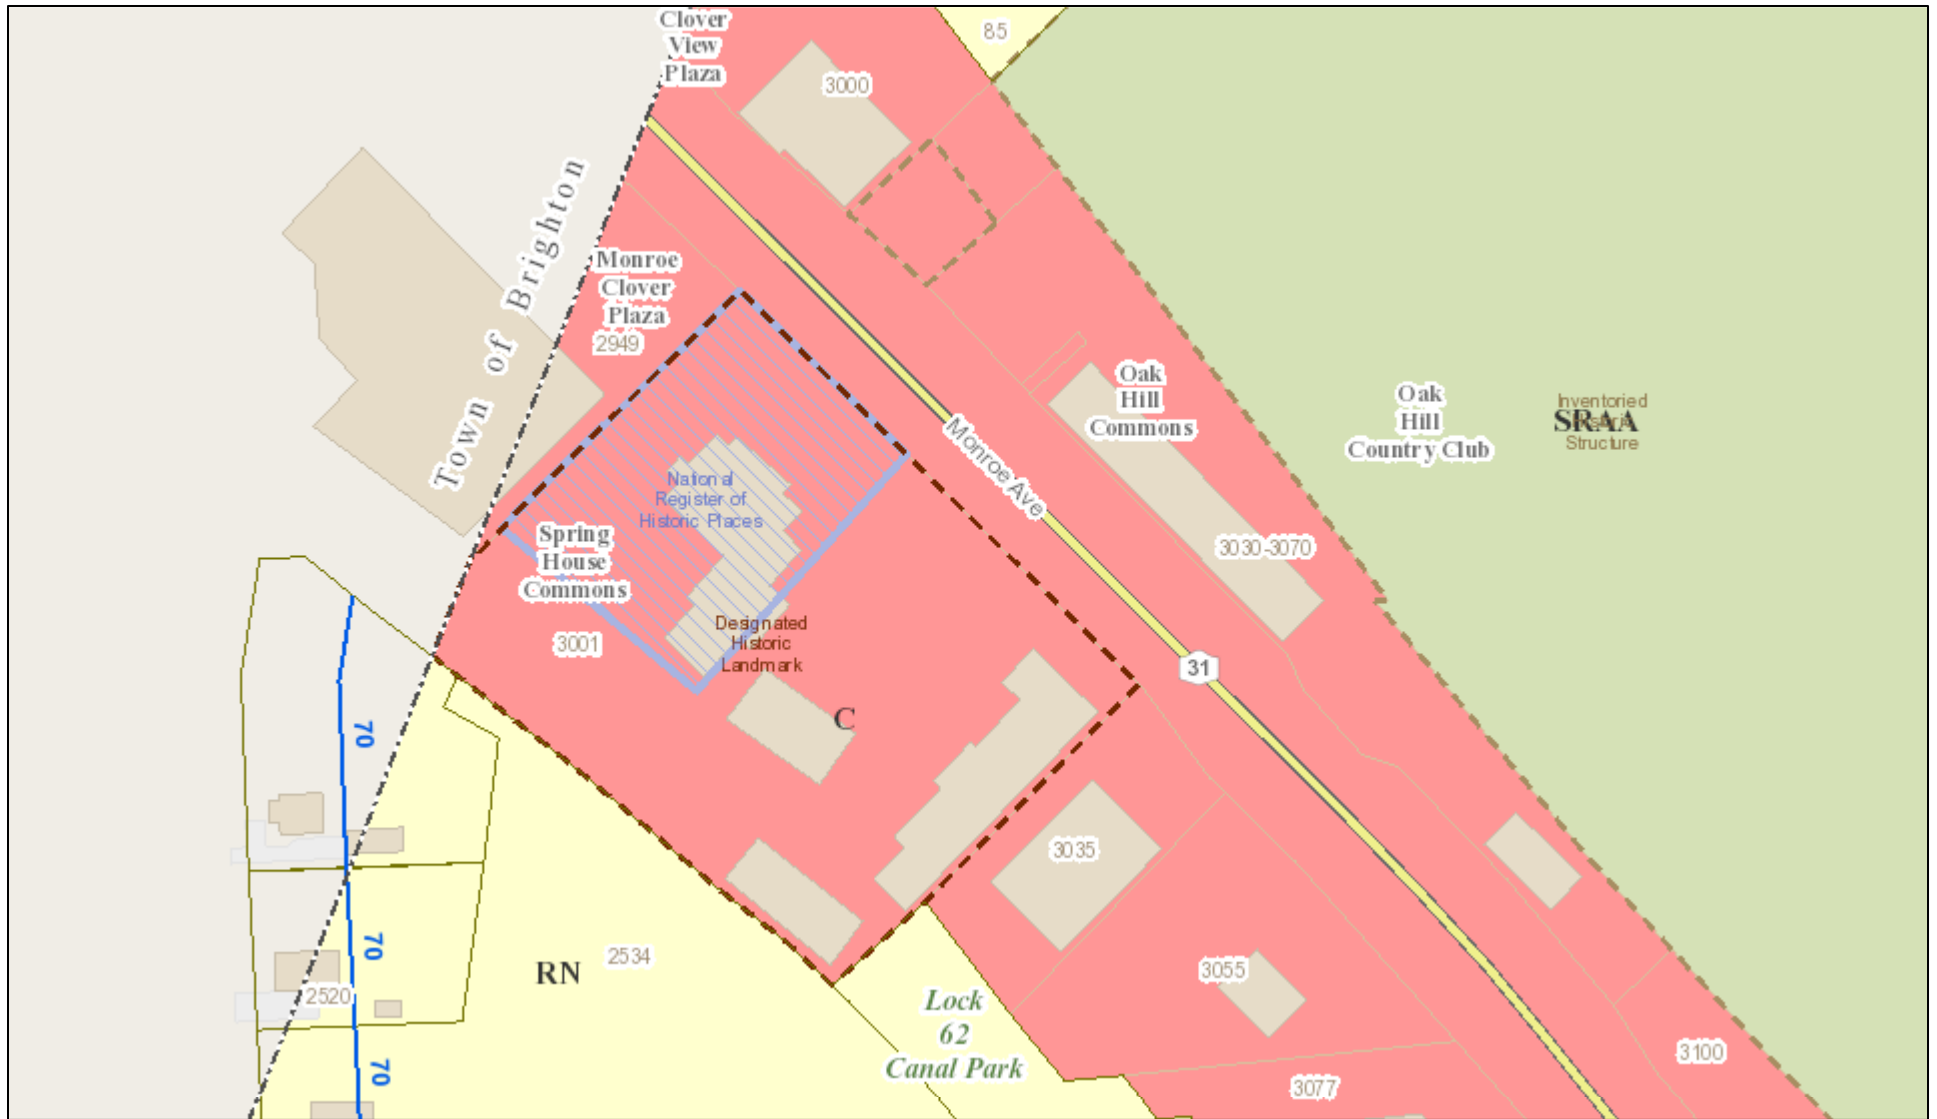 Clover
View
Plaza
85
3000
Town of Brighton
Monroe
Clover
Plaza
2949
Oak
Hill
Commons
Oak
Hill
Country Club
Inventoried
SRAA
Structure
Monroe Ave
National
Register of
Historic Places
Spring
House
Commons
3030-3070
Designated
Historic
Landmark
3001
31
C
70
3035
70
RN
2534
2520
3055
Lock
62
Canal Park
3100
70
3077